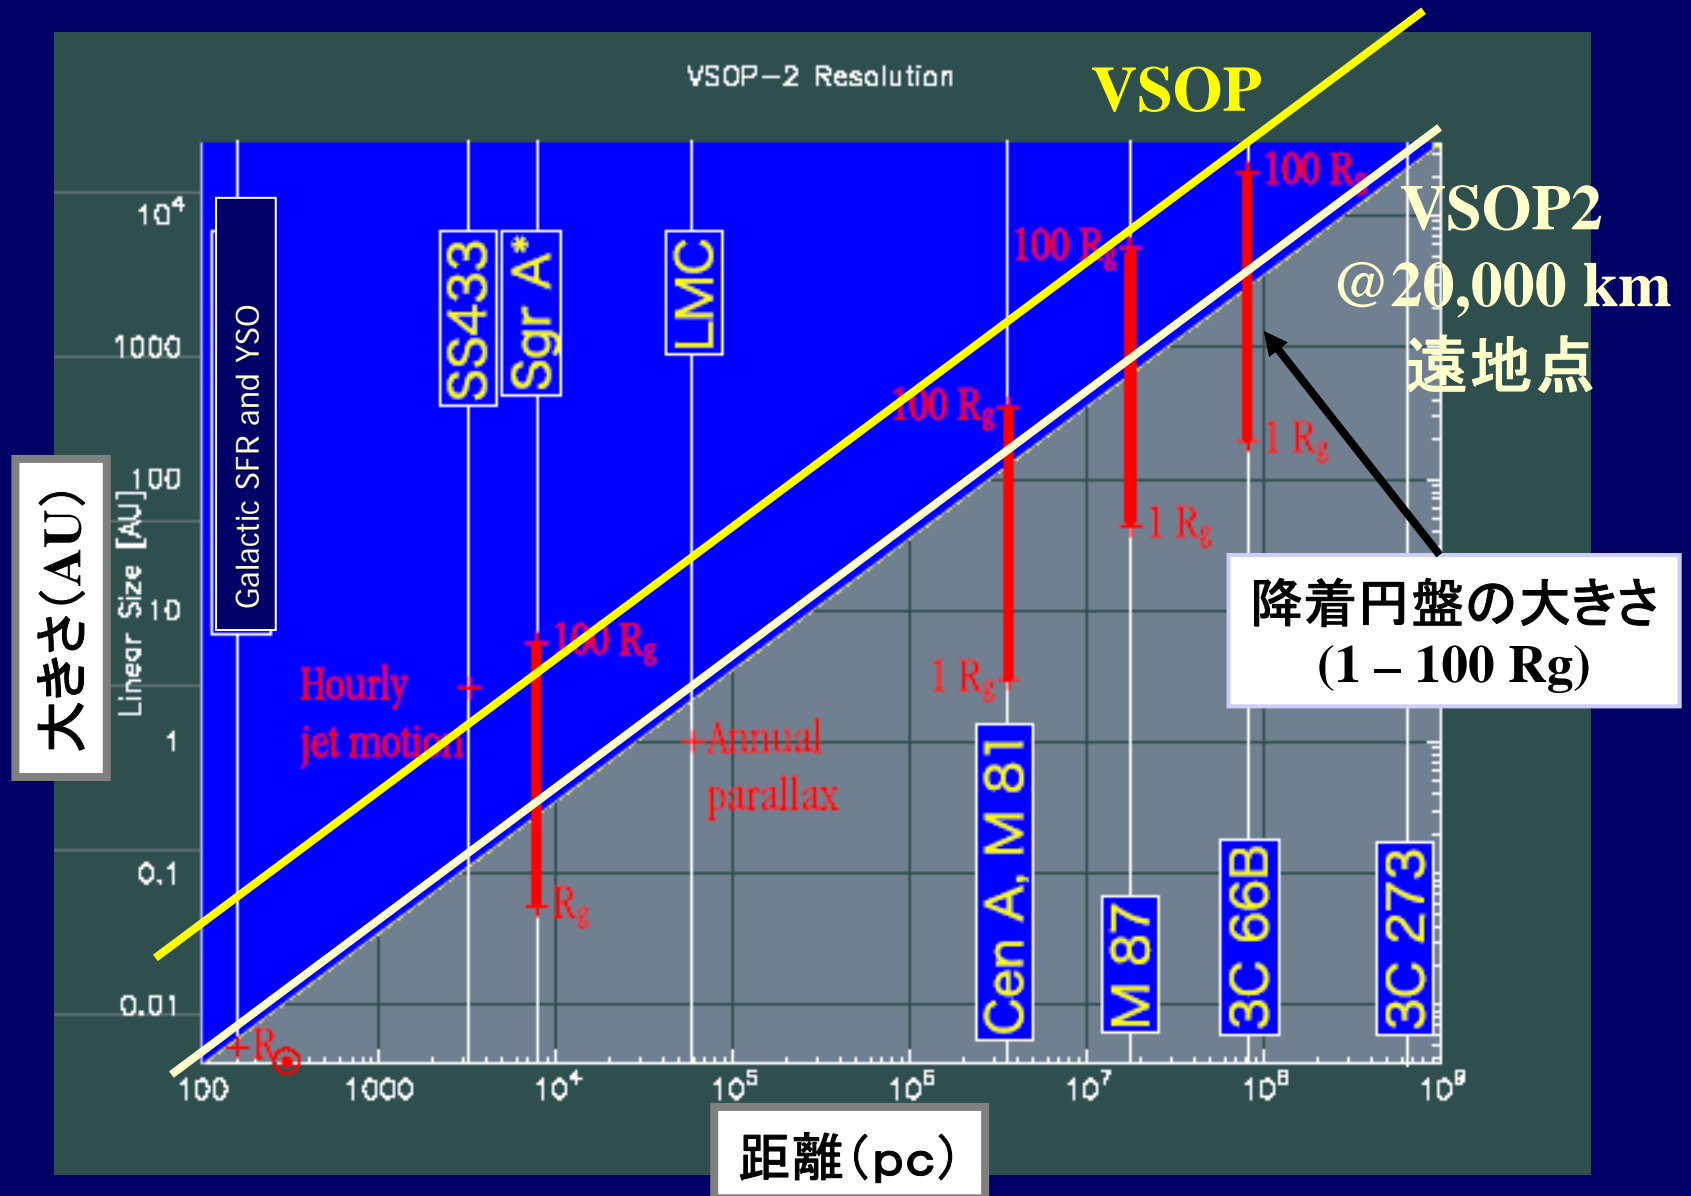 VSOP-2 Resolution
VSOP
VSOP2
@20,000 km
遠地点
10⁴
1000
100
10
1
0.1
0.01
Linear Size [AU]
大きさ(AU)
Galactic SFR and YSO
SS433
Sgr A*
LMC
100 Rg
100 Rg
100 Rg
100 Rg
1 Rg
1 Rg
1 Rg
Rg
Hourly
jet motion
Annual
parallax
R☉
降着円盤の大きさ
(1 – 100 Rg)
Cen A, M 81
M 87
3C 66B
3C 273
100
1000
10⁴
10⁵
10⁶
10⁷
10⁸
10⁹
距離(pc)